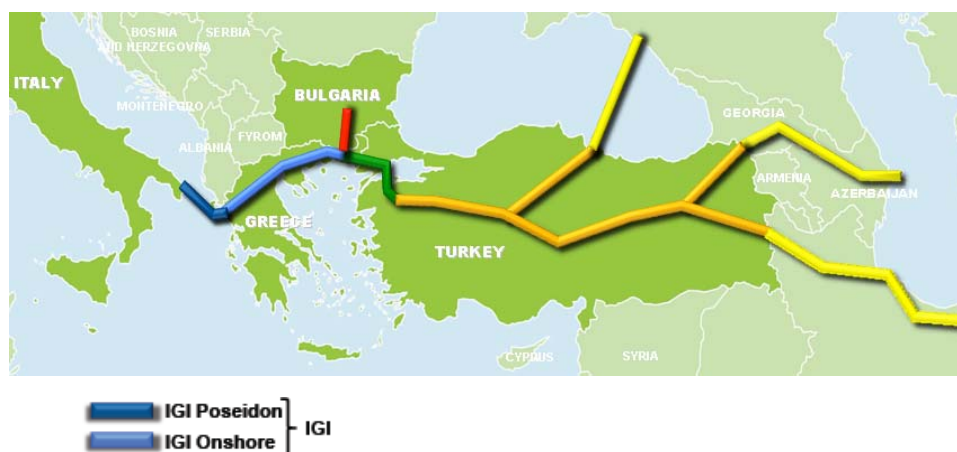 BOSNIA
AND HERZEGOVNA
SERBIA
ITALY
MONTENEGRO
BULGARIA
GEORGIA
FYROM
ALBANIA
ARMENIA
AZERBAIJAN
GREECE
TURKEY
CYPRUS
SYRIA
IGI Poseidon
IGI
IGI Onshore